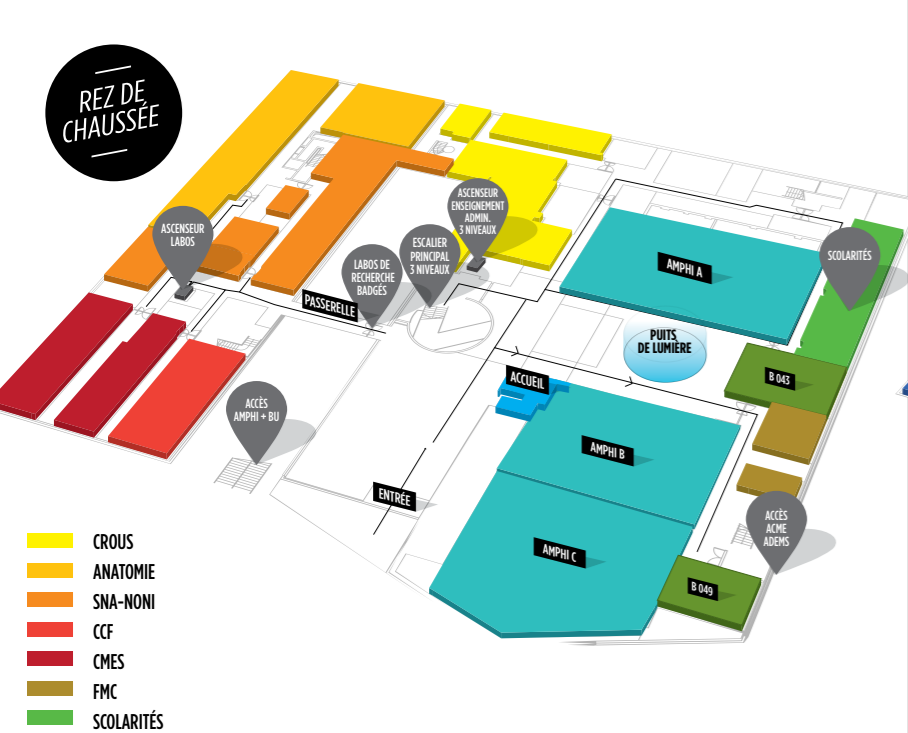 REZ DE
CHAUSSÉE
ASCENSEUR
LABOS
LABOS DE
RECHERCHE
BADGÉS
ESCALIER
PRINCIPAL
3 NIVEAUX
ASCENSEUR
ENSEIGNEMENT
ADMIN.
3 NIVEAUX
AMPHI A
SCOLARITÉS
PASSERELLE
PUITS
DE LUMIÈRE
ACCUEIL
B 043
ACCÈS
AMPHI + BU
AMPHI B
ENTRÉE
AMPHI C
ACCÈS
ACME
ADEMS
B 049
CROUS
ANATOMIE
SNA-NONI
CCF
CMES
FMC
SCOLARITÉS